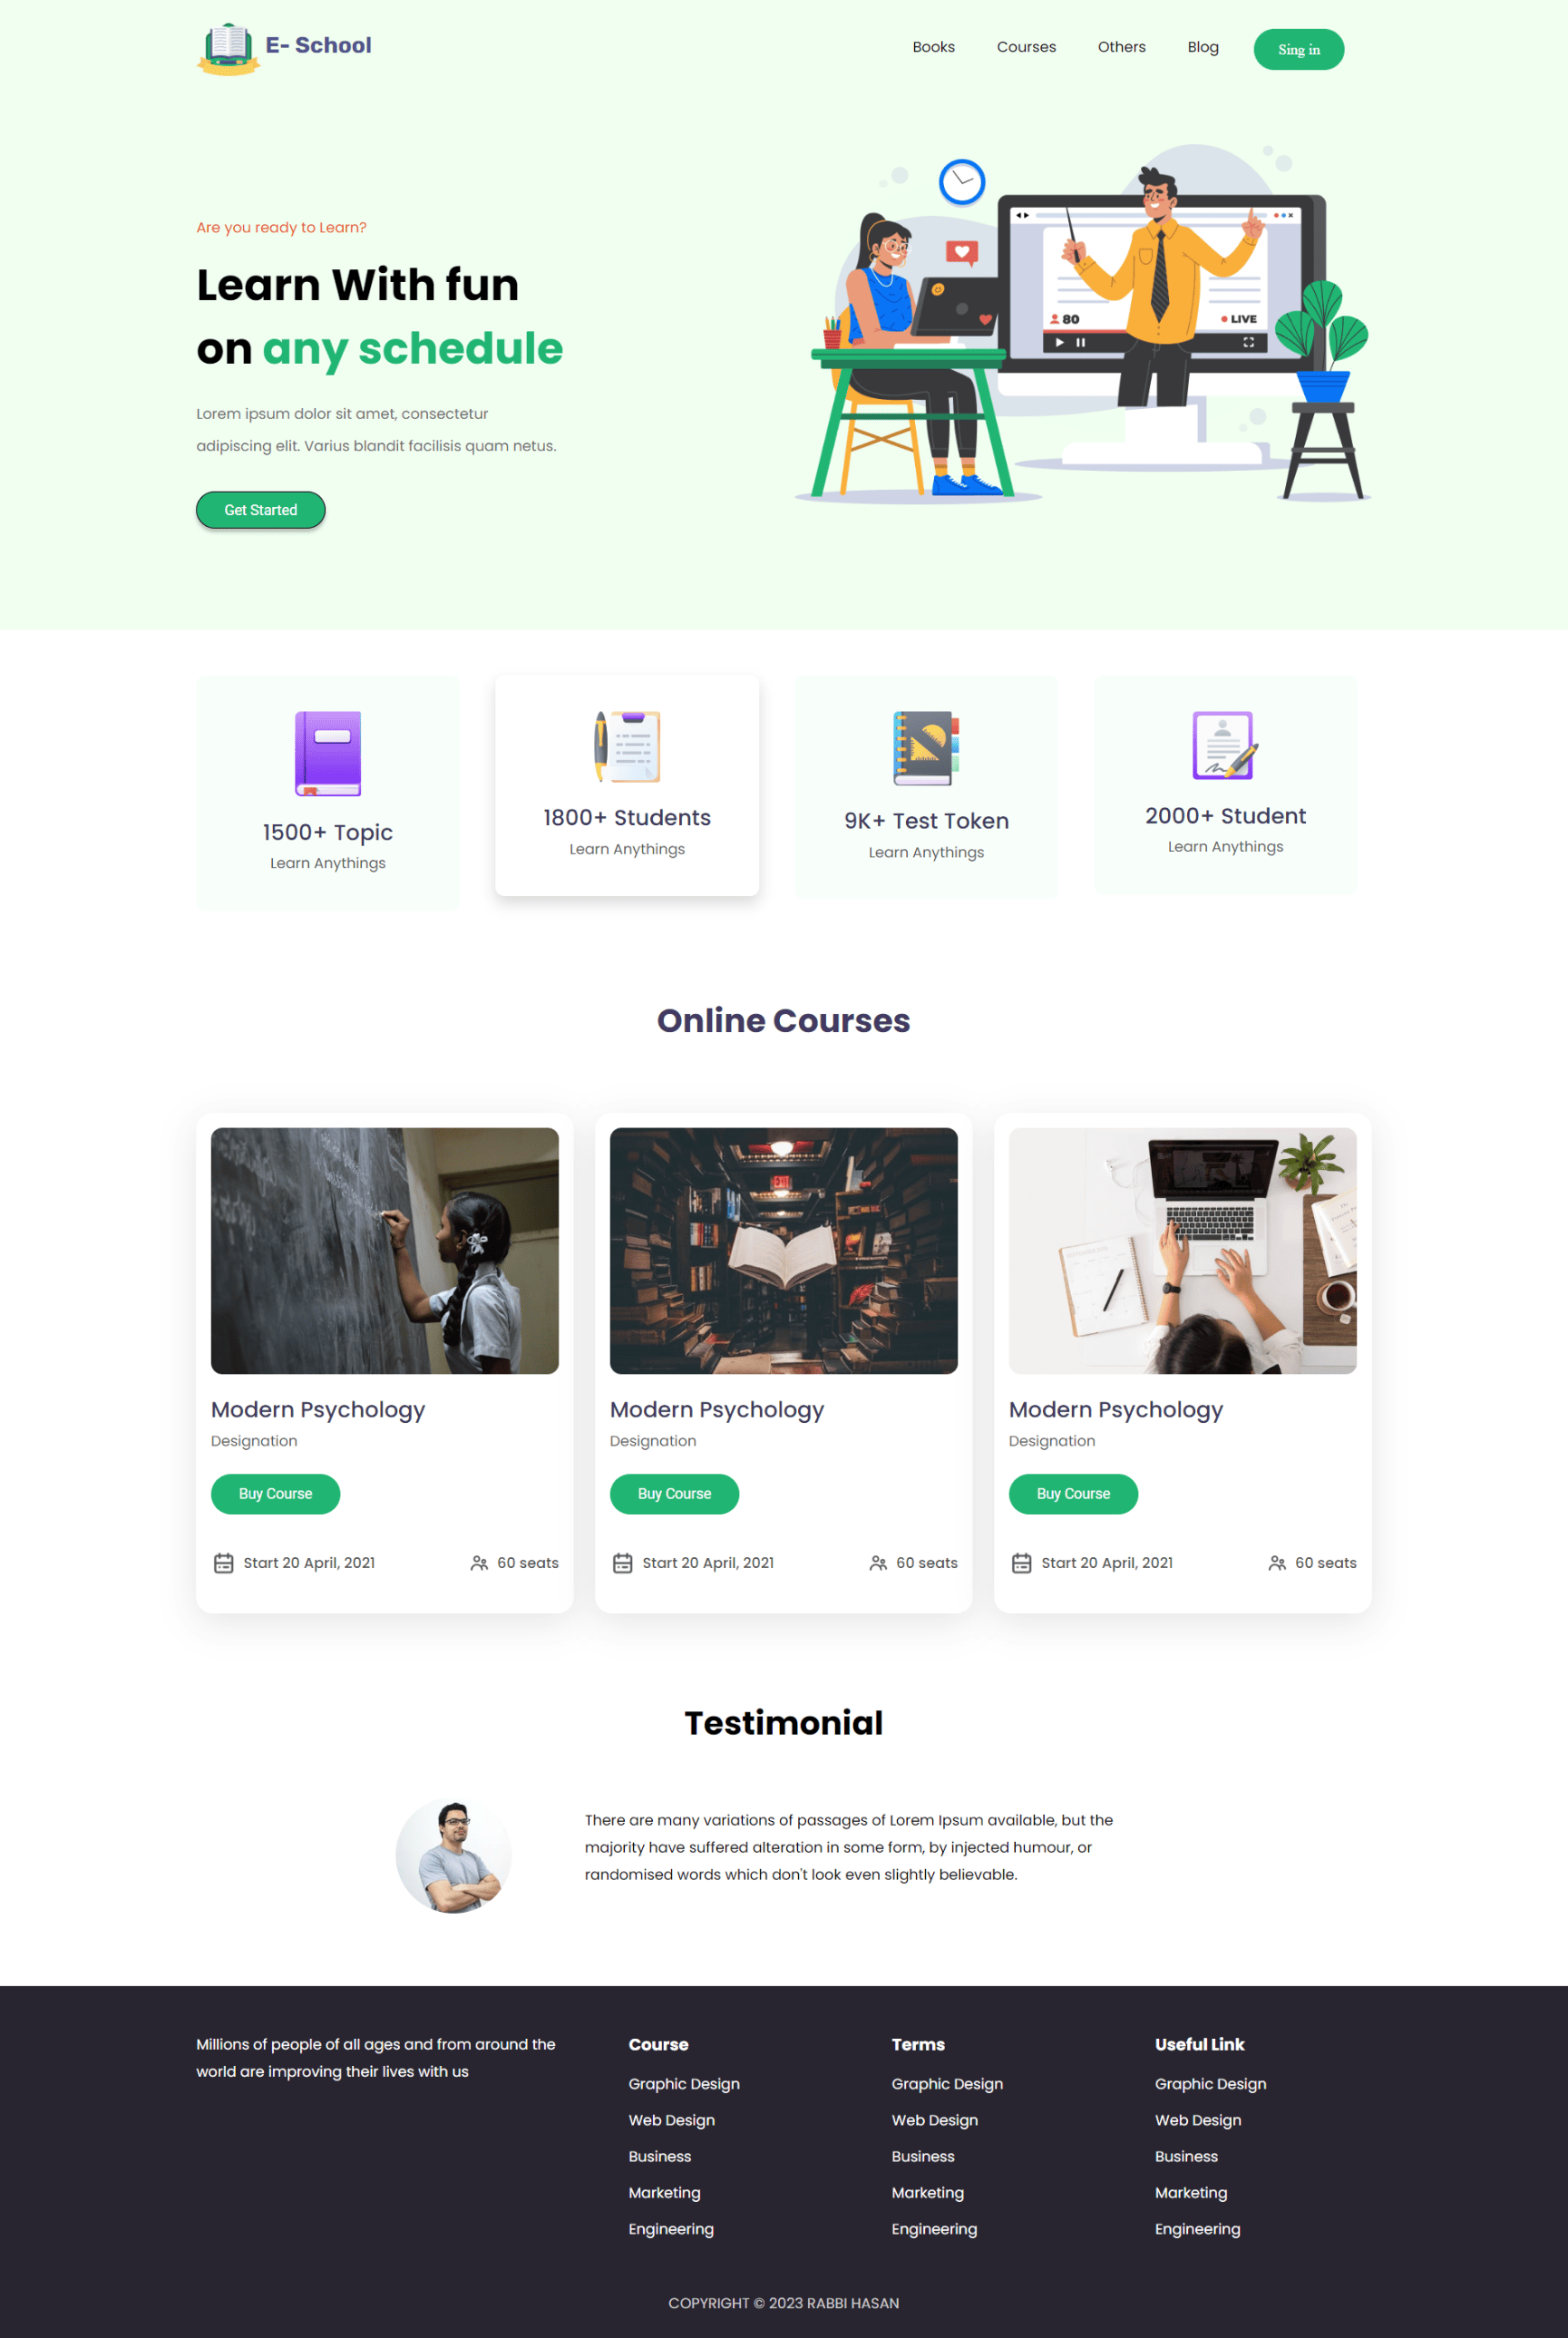 E- School
Books
Courses
Others
Blog
Sing in
Are you ready to Learn?
Learn With fun
on any schedule
Lorem ipsum dolor sit amet, consectetur
adipiscing elit. Varius blandit facilisis quam netus.
Get Started
80
LIVE
1500+ Topic
Learn Anythings
1800+ Students
Learn Anythings
9K+ Test Token
Learn Anythings
2000+ Student
Learn Anythings
Online Courses
EXIT
Modern Psychology
Designation
Buy Course
Start 20 April, 2021
60 seats
Modern Psychology
Designation
Buy Course
Start 20 April, 2021
60 seats
Modern Psychology
Designation
Buy Course
Start 20 April, 2021
60 seats
Testimonial
There are many variations of passages of Lorem Ipsum available, but the
majority have suffered alteration in some form, by injected humour, or
randomised words which don't look even slightly believable.
Millions of people of all ages and from around the
world are improving their lives with us
Course
Graphic Design
Web Design
Business
Marketing
Engineering
Terms
Graphic Design
Web Design
Business
Marketing
Engineering
Useful Link
Graphic Design
Web Design
Business
Marketing
Engineering
COPYRIGHT © 2023 RABBI HASAN